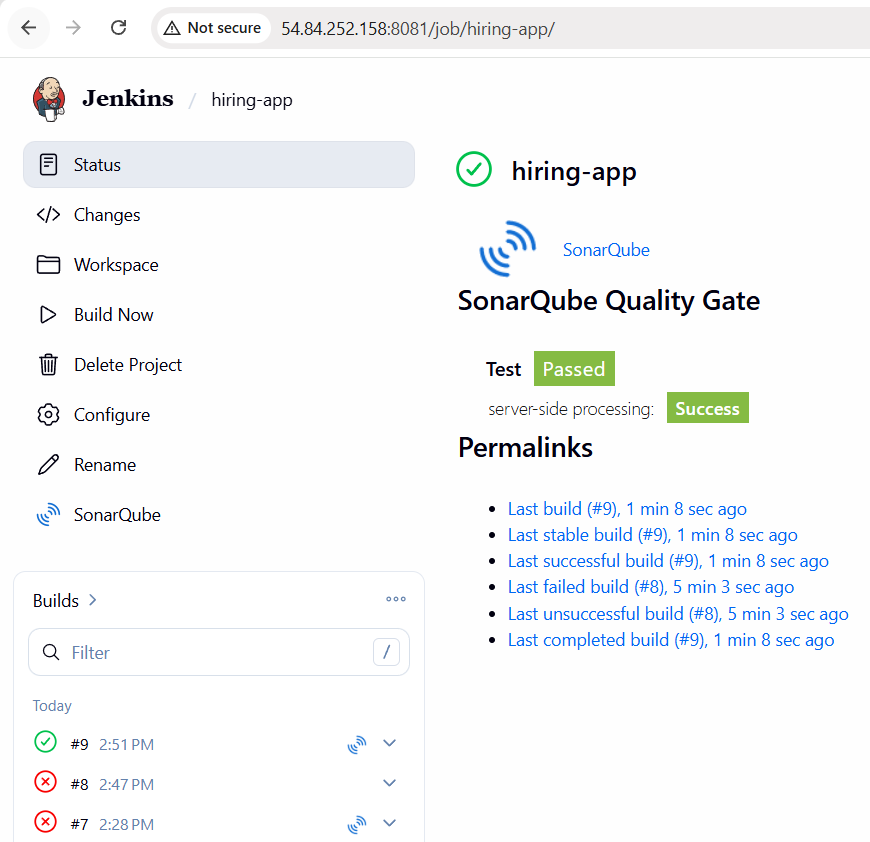 Not secure 54.84.252.158:8081/job/hiring-app/
Jenkins / hiring-app
Status
Changes
Workspace
Build Now
Delete Project
Configure
Rename
SonarQube
Builds
Filter /
Today
#9 2:51 PM
#8 2:47 PM
#7 2:28 PM
hiring-app
SonarQube
SonarQube Quality Gate
Test Passed
server-side processing: Success
Permalinks
Last build (#9), 1 min 8 sec ago
Last stable build (#9), 1 min 8 sec ago
Last successful build (#9), 1 min 8 sec ago
Last failed build (#8), 5 min 3 sec ago
Last unsuccessful build (#8), 5 min 3 sec ago
Last completed build (#9), 1 min 8 sec ago